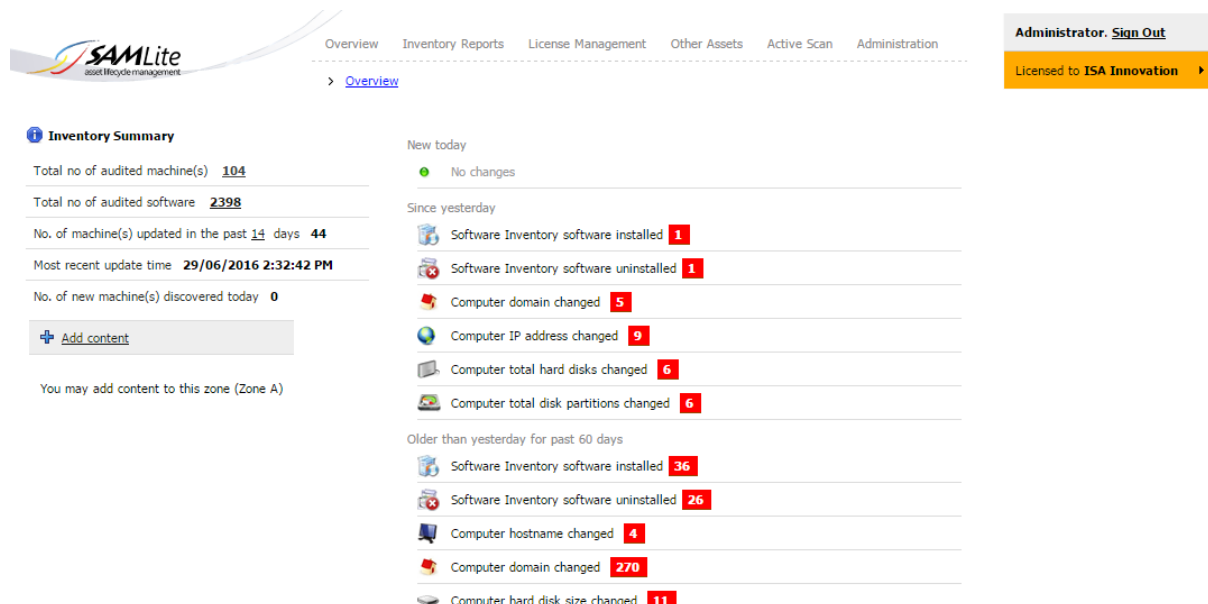 SAMLite
asset lifecycle management
Overview Inventory Reports License Management Other Assets Active Scan Administration
> Overview
Administrator. Sign Out
Licensed to ISA Innovation
Inventory Summary
Total no of audited machine(s) 104
Total no of audited software 2398
No. of machine(s) updated in the past 14 days 44
Most recent update time 29/06/2016 2:32:42 PM
No. of new machine(s) discovered today 0
Add content
You may add content to this zone (Zone A)
New today
No changes
Since yesterday
Software Inventory software installed 1
Software Inventory software uninstalled 1
Computer domain changed 5
Computer IP address changed 9
Computer total hard disks changed 6
Computer total disk partitions changed 6
Older than yesterday for past 60 days
Software Inventory software installed 36
Software Inventory software uninstalled 26
Computer hostname changed 4
Computer domain changed 270
Computer hard disk size changed 11